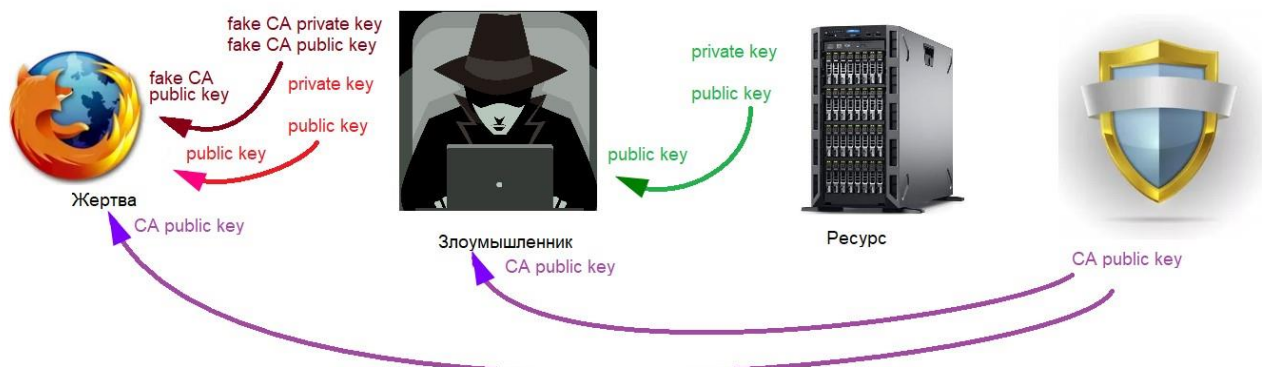 fake CA private key
fake CA public key
fake CA
public key
private key
public key
public key
Жертва
CA public key
Злоумышленник
CA public key
private key
public key
public key
Ресурс
CA public key